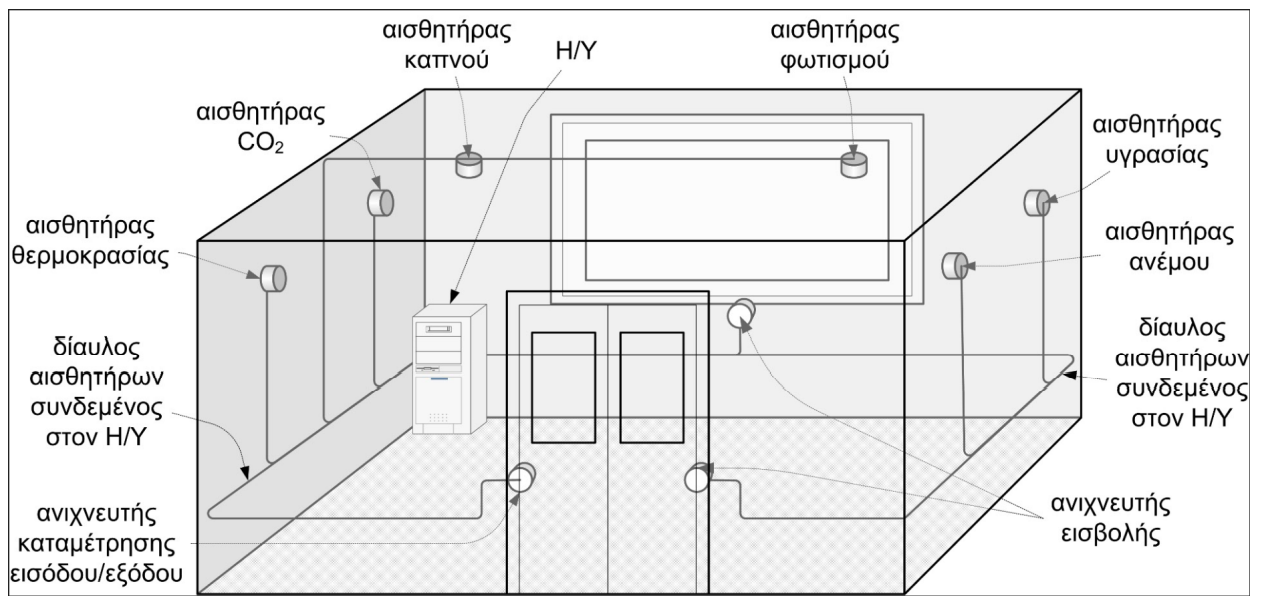 αισθητήρας
καπνού
Η/Υ
αισθητήρας
φωτισμού
αισθητήρας
CO2
αισθητήρας
υγρασίας
αισθητήρας
θερμοκρασίας
αισθητήρας
ανέμου
δίαυλος
αισθητήρων
συνδεμένος
στον Η/Υ
δίαυλος
αισθητήρων
συνδεμένος
στον Η/Υ
ανιχνευτής
καταμέτρησης
εισόδου/εξόδου
ανιχνευτής
εισβολής